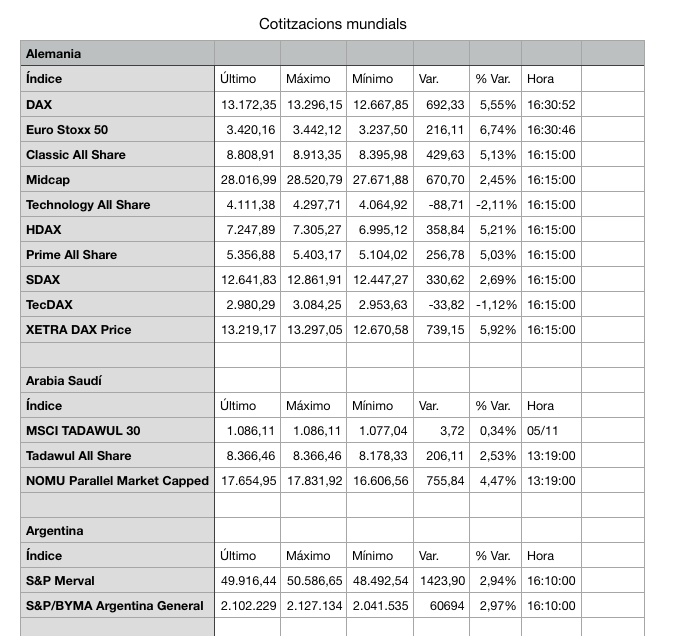 Cotitzacions mundials
Alemania
Índice Último Máximo Mínimo Var. % Var. Hora
DAX 13.172,35 13.296,15 12.667,85 692,33 5,55% 16:30:52
Euro Stoxx 50 3.420,16 3.442,12 3.237,50 216,11 6,74% 16:30:46
Classic All Share 8.808,91 8.913,35 8.395,98 429,63 5,13% 16:15:00
Midcap 28.016,99 28.520,79 27.671,88 670,70 2,45% 16:15:00
Technology All Share 4.111,38 4.297,71 4.064,92 -88,71 -2,11% 16:15:00
HDAX 7.247,89 7.305,27 6.995,12 358,84 5,21% 16:15:00
Prime All Share 5.356,88 5.403,17 5.104,02 256,78 5,03% 16:15:00
SDAX 12.641,83 12.861,91 12.447,27 330,62 2,69% 16:15:00
TecDAX 2.980,29 3.084,25 2.953,63 -33,82 -1,12% 16:15:00
XETRA DAX Price 13.219,17 13.297,05 12.670,58 739,15 5,92% 16:15:00
Arabia Saudí
Índice Último Máximo Mínimo Var. % Var. Hora
MSCI TADAWUL 30 1.086,11 1.086,11 1.077,04 3,72 0,34% 05/11
Tadawul All Share 8.366,46 8.366,46 8.178,33 206,11 2,53% 13:19:00
NOMU Parallel Market Capped 17.654,95 17.831,92 16.606,56 755,84 4,47% 13:19:00
Argentina
Índice Último Máximo Mínimo Var. % Var. Hora
S&P Merval 49.916,44 50.586,65 48.492,54 1423,90 2,94% 16:10:00
S&P/BYMA Argentina General 2.102.229 2.127.134 2.041.535 60694 2,97% 16:10:00